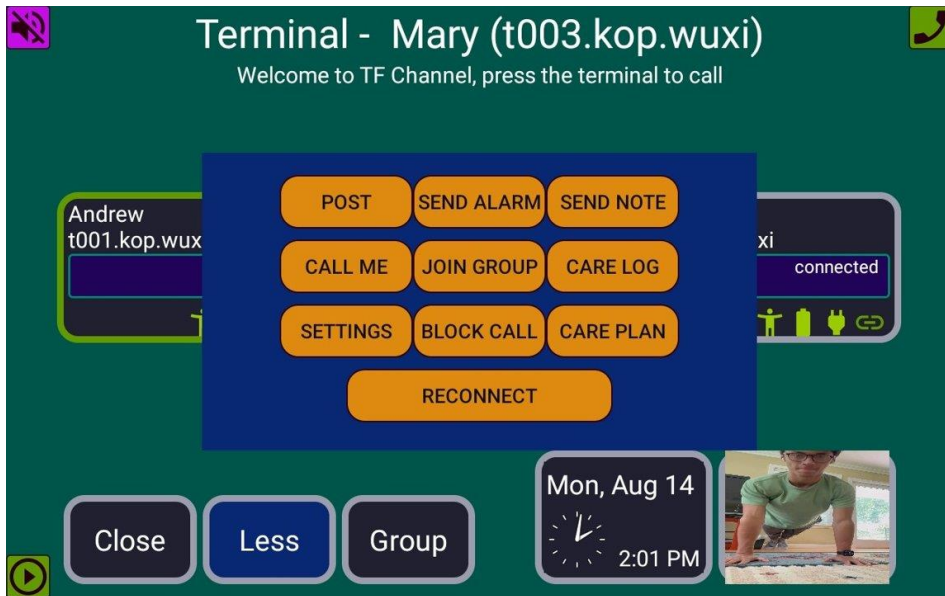 Terminal -  Mary (t003.kop.wuxi)
Welcome to TF Channel, press the terminal to call
POST
SEND ALARM
SEND NOTE
Andrew
t001.kop.wux
xi
CALL ME
JOIN GROUP
CARE LOG
connected
SETTINGS
BLOCK CALL
CARE PLAN
RECONNECT
Close
Less
Group
Mon, Aug 14
2:01 PM